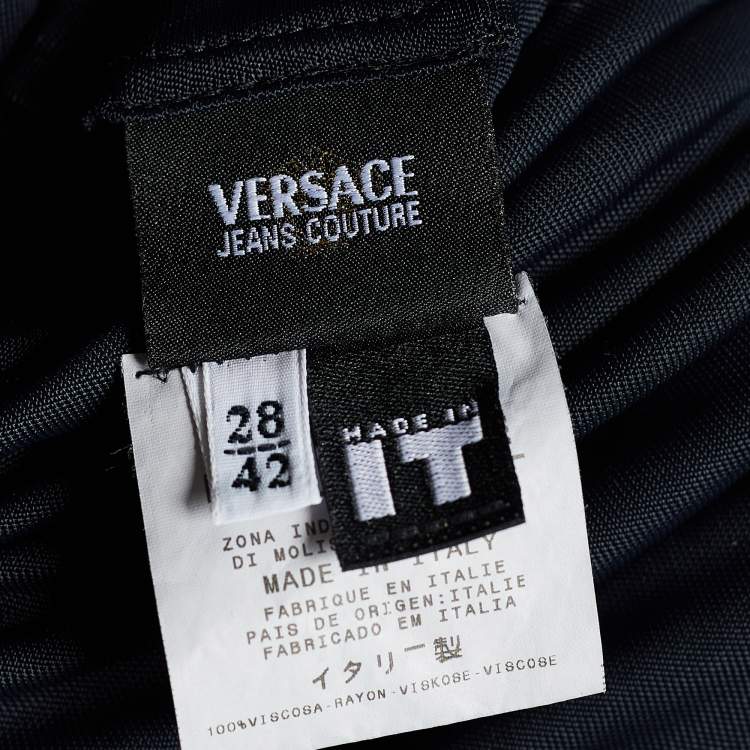 VERSACE
JEANS COUTURE
28
42
MADE IN
IT
ZONA IND
DI MOLIS
MADE IN ITALY
FABRIQUE EN ITALIE
PAIS DE ORIGEN:ITALIE
FABRICADO EM ITALIA
イタリー製
100%VISCOSA-RAYON-VISKOSE-VISCOSE